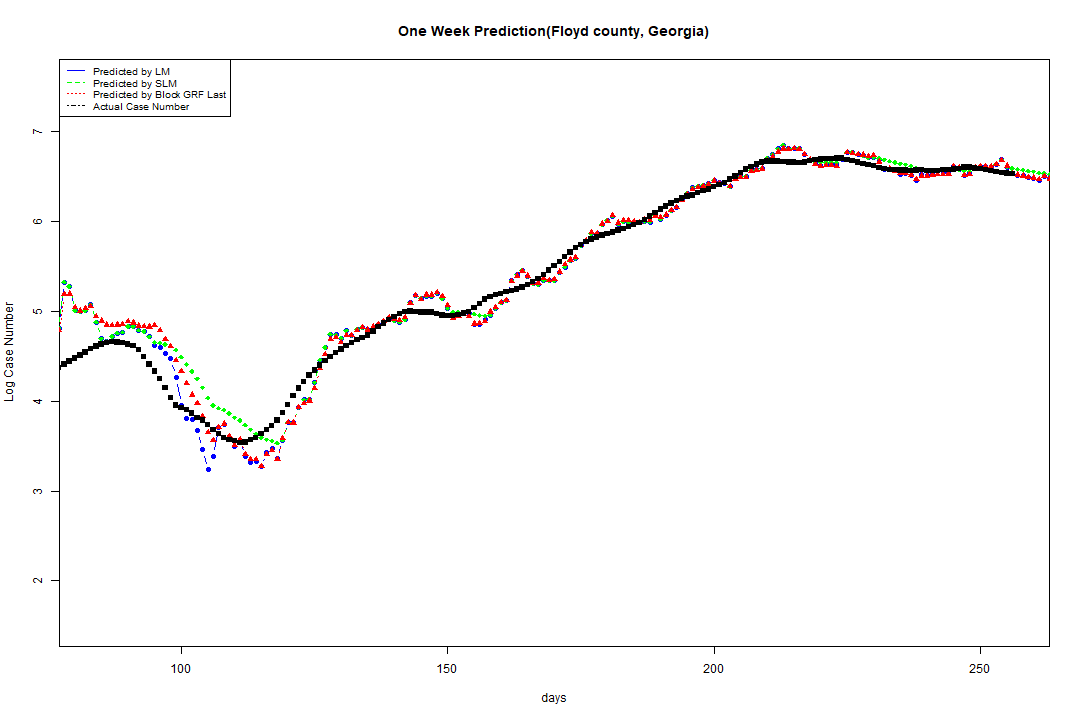 One Week Prediction(Floyd county, Georgia)
Predicted by LM
Predicted by SLM
Predicted by Block GRF Last
Actual Case Number
7
6
5
4
3
2
Log Case Number
100 150 200 250
days